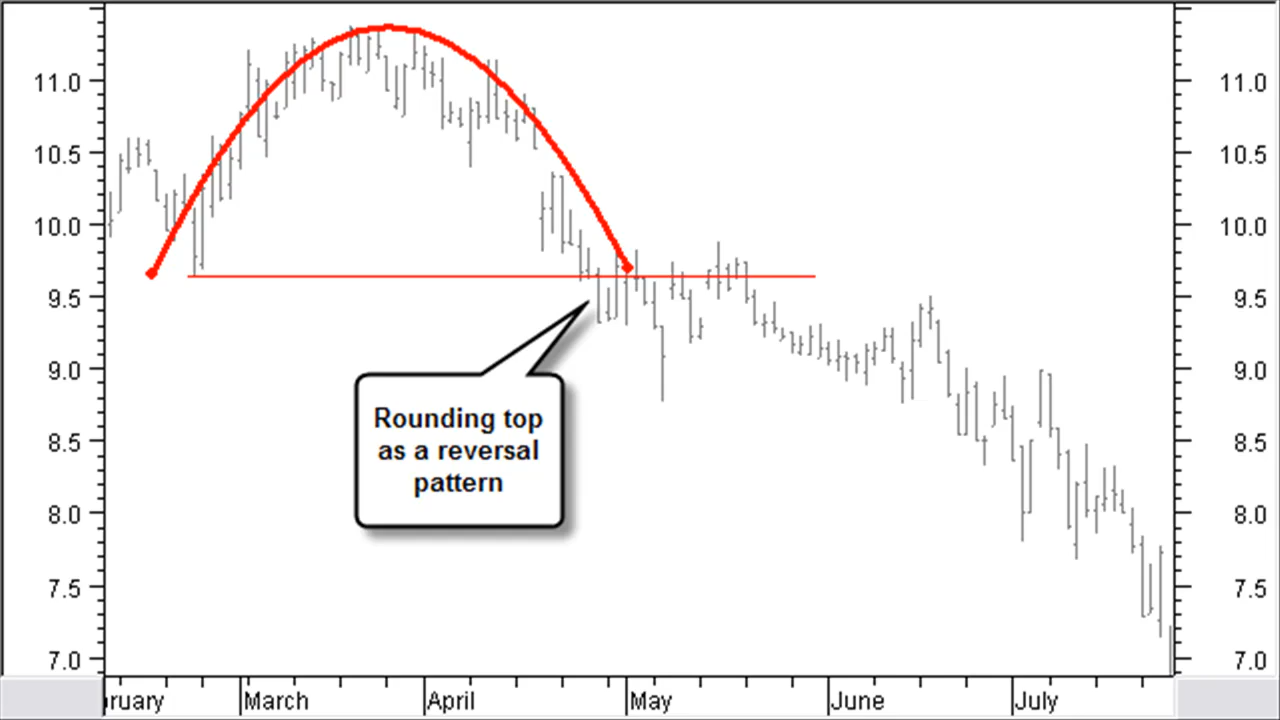 11.0 11.0
10.5 10.5
10.0 10.0
9.5 9.5
9.0 9.0
Rounding top
as a reversal
pattern
8.5 8.5
8.0 8.0
7.5 7.5
7.0 7.0
ruary March April May June July